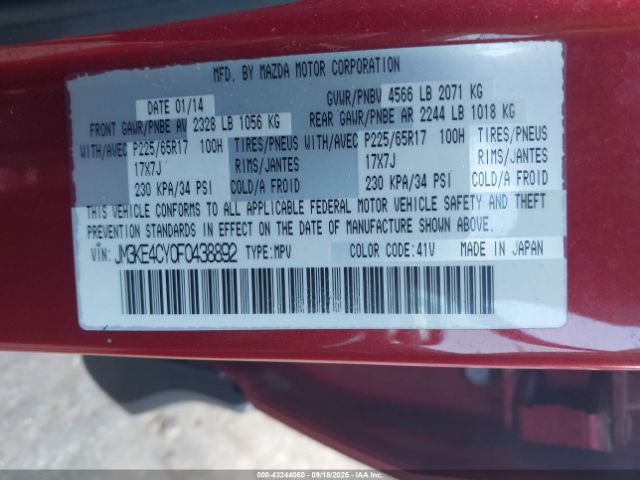 MFD. BY MAZDA MOTOR CORPORATION
DATE 01/14 GVWR/PNBV 4566 LB 2071 KG
FRONT GAWR/PNBE AV 2328 LB 1056 KG REAR GAWR/PNBE AR 2244 LB 1018 KG
WITH/AVEC P225/65R17 100H TIRES/PNEUS WITH/AVEC P225/65R17 100H TIRES/PNEUS
17X7J RIMS/JANTES 17X7J RIMS/JANTES
230 KPA/34 PSI COLD/A FROID 230 KPA/34 PSI COLD/A FROID
THIS VEHICLE CONFORMS TO ALL APPLICABLE FEDERAL MOTOR VEHICLE SAFETY AND THEFT
PREVENTION STANDARDS IN EFFECT ON THE DATE OF MANUFACTURE SHOWN ABOVE.
VIN: JM3KE4CY0F0438892 TYPE: MPV COLOR CODE: 41V MADE IN JAPAN
000-43244060 - 09/18/2025 - IAAI.COM